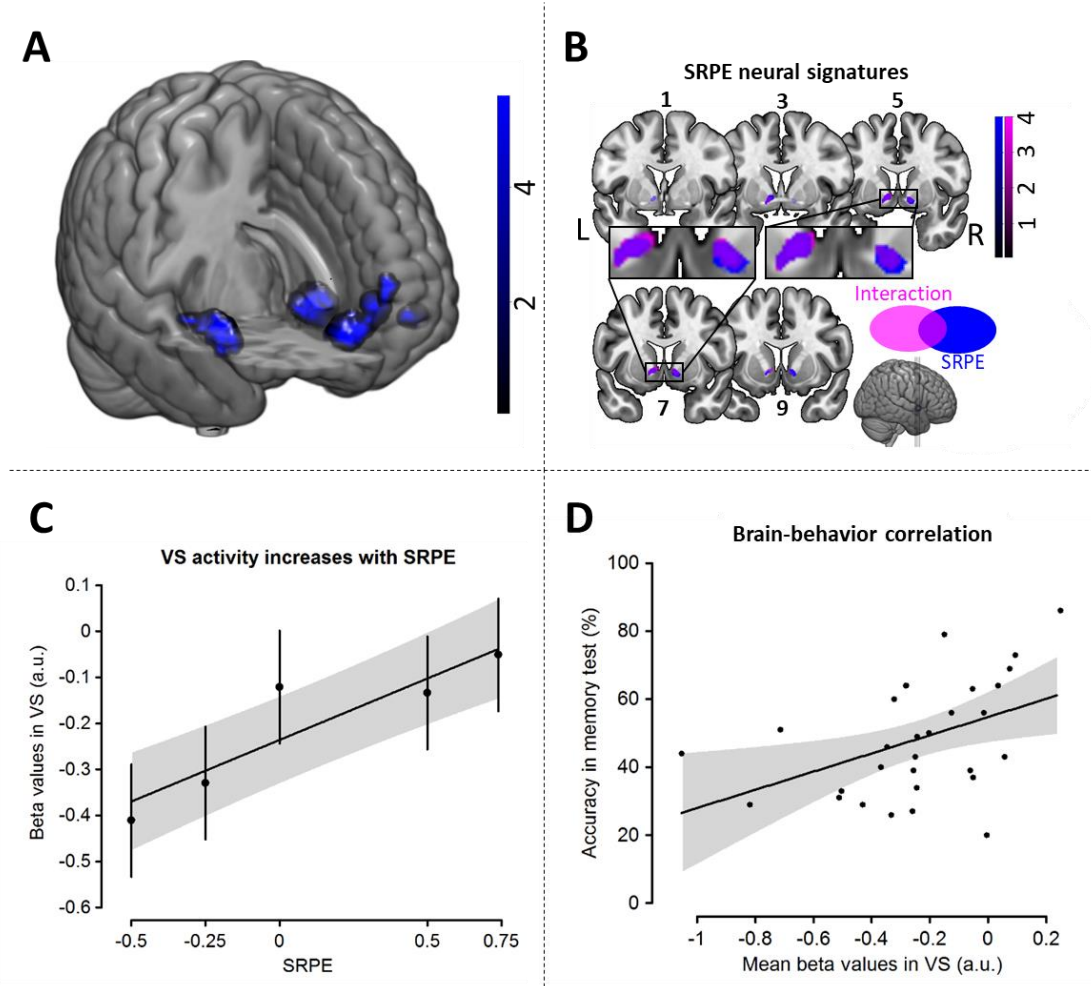 A
4
2
B
SRPE neural signatures
1
3
5
4
3
2
1
L
R
Interaction
SRPE
7
9
C
VS activity increases with SRPE
Beta values in VS (a.u.)
0.1
0
-0.1
-0.2
-0.3
-0.4
-0.5
-0.6
-0.5
-0.25
0
0.5
0.75
SRPE
D
Brain-behavior correlation
Accuracy in memory test (%)
100
80
60
40
20
0
-1
-0.8
-0.6
-0.4
-0.2
0
0.2
Mean beta values in VS (a.u.)